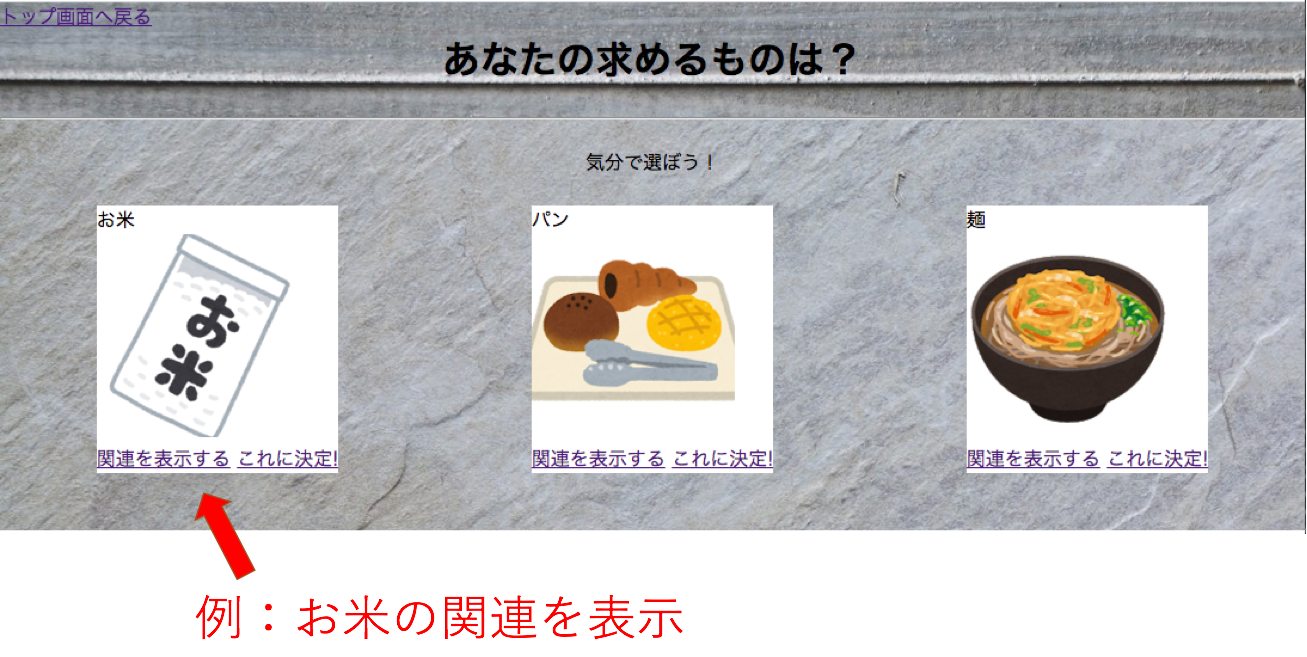 トップ画面へ戻る
あなたの求めるものは？
気分で選ぼう！
お米
お
米
関連を表示する これに決定!
パン
関連を表示する これに決定!
麺
関連を表示する これに決定!
例：お米の関連を表示